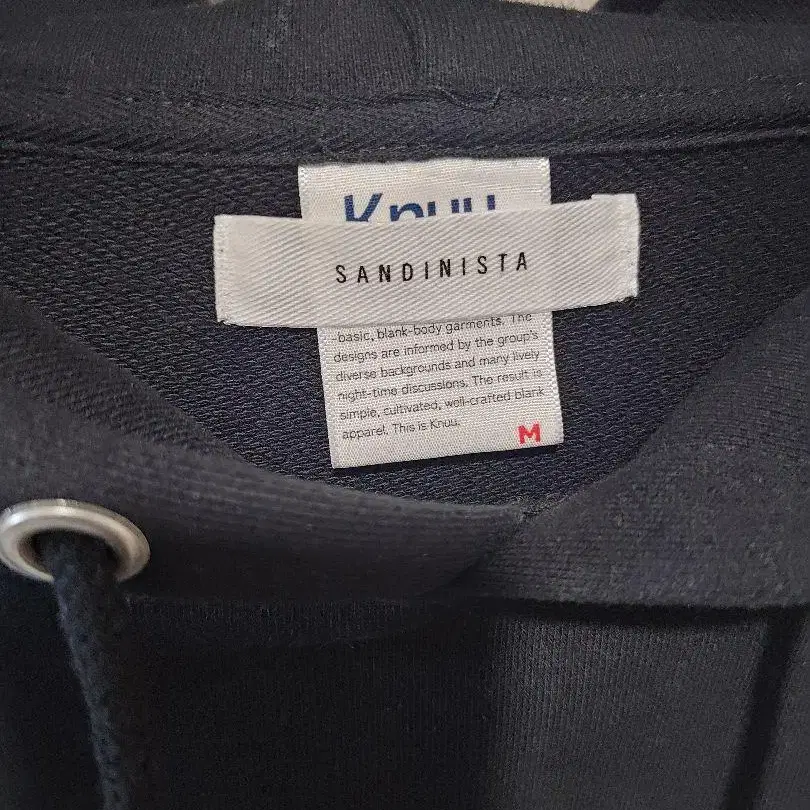 Knuu
SANDINISTA
-basic, blank-body garments. The
designs are informed by the group's
diverse backgrounds and many lively
night-time discussions. The result is
simple, cultivated, well-crafted blank
apparel. This is Knuu.
M